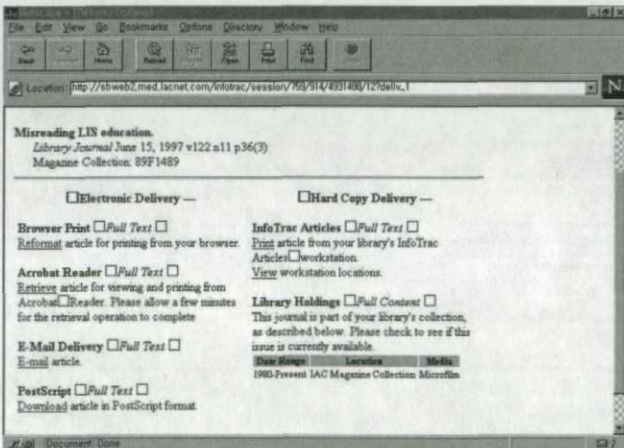 File Edit View Go Bookmarks Options Directory Window Help
Back Home Reload Open Print Find
Location: http://sbweb2.med.iacnet.com/infotrac/session/759/914/4931488/12?deliv_1
Misreading LIS education.
Library Journal June 15, 1997 v122 n11 p36(3)
Magazine Collection: 89F1489
Electronic Delivery —
Browser Print Full Text
Reformat article for printing from your browser.
Acrobat Reader Full Text
Retrieve article for viewing and printing from
Acrobat Reader. Please allow a few minutes
for the retrieval operation to complete
E-Mail Delivery Full Text
E-mail article.
PostScript Full Text
Download article in PostScript format.
Hard Copy Delivery —
InfoTrac Articles Full Text
Print article from your library's InfoTrac
Articles workstation.
View workstation locations.
Library Holdings Full Content
This journal is part of your library's collection,
as described below. Please check to see if this
issue is currently available.
Date Range Location Media
1980-Present IAC Magazine Collection Microfilm
Document: Done